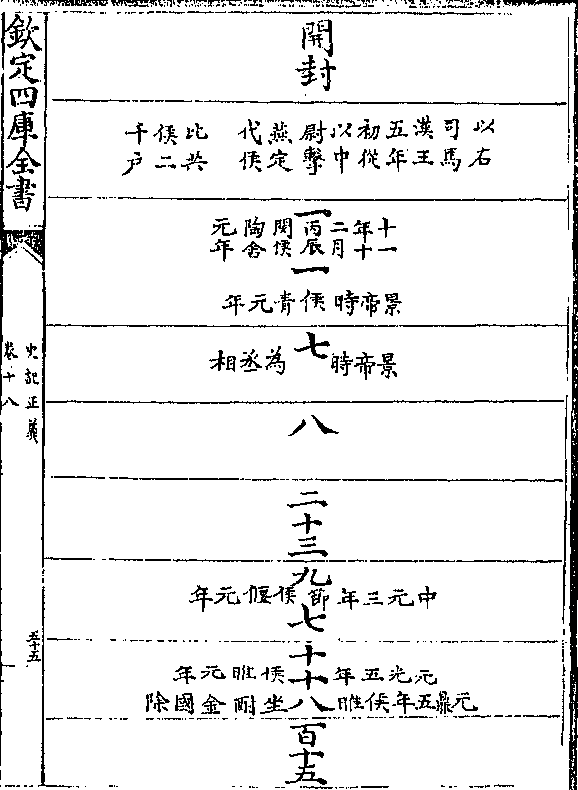 欽定四庫全書
史記正義
卷十八
五十五
開封
以右司馬漢王五年初從以中尉擊燕定代侯比共侯二千户
一
十一年十二月丙辰閔侯陶舍元年
一
景帝時侯青元年
七
景帝時為丞相
八
二十三
九
中元三年節侯偃元年
七
十
元光五年侯睢元年
十八
元鼎五年侯睢坐酎金國除
百十五